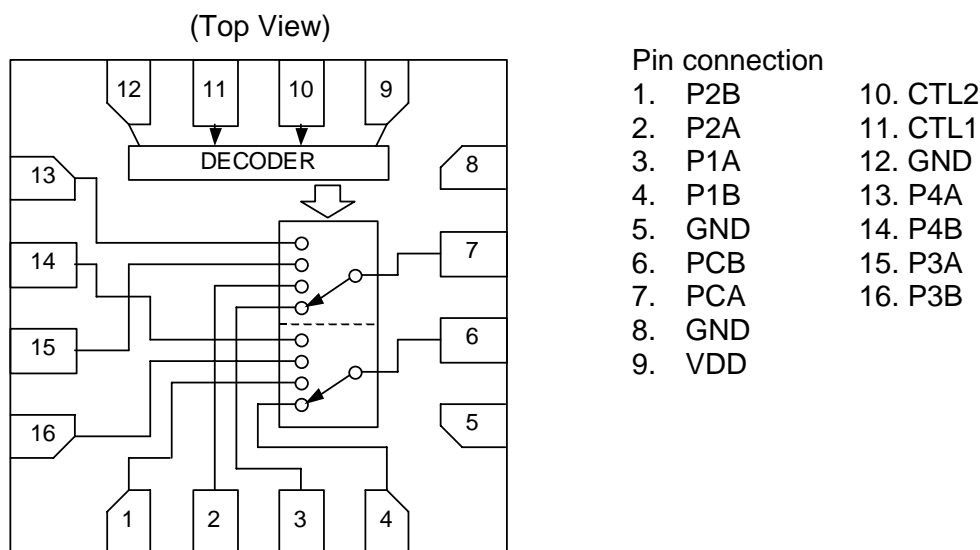 (Top View)
12 11 10 9
DECODER
13 8
14 7
15 6
16 5
1 2 3 4
Pin connection
1. P2B
2. P2A
3. P1A
4. P1B
5. GND
6. PCB
7. PCA
8. GND
9. VDD
10. CTL2
11. CTL1
12. GND
13. P4A
14. P4B
15. P3A
16. P3B